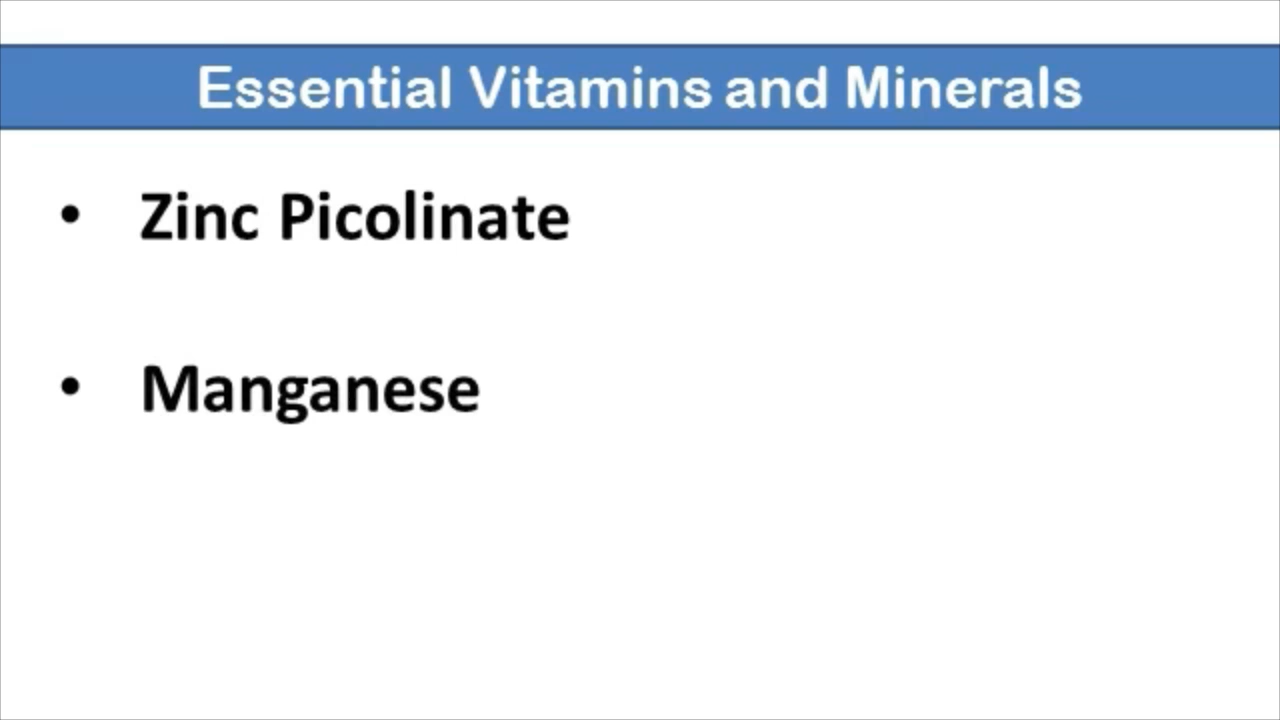 Essential Vitamins and Minerals
• Zinc Picolinate
• Manganese